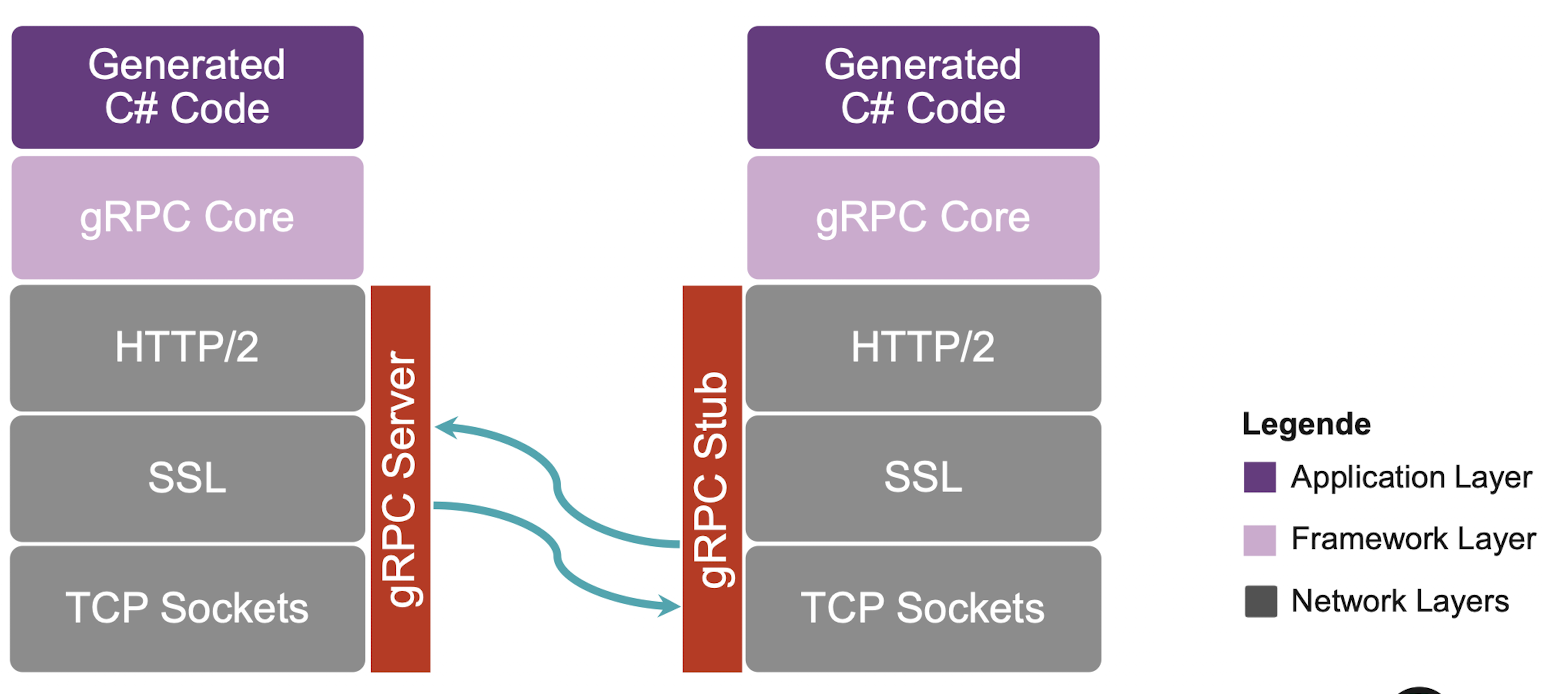 Generated
C# Code
gRPC Core
HTTP/2
SSL
TCP Sockets
gRPC Server
gRPC Stub
Generated
C# Code
gRPC Core
HTTP/2
SSL
TCP Sockets
Legende
Application Layer
Framework Layer
Network Layers